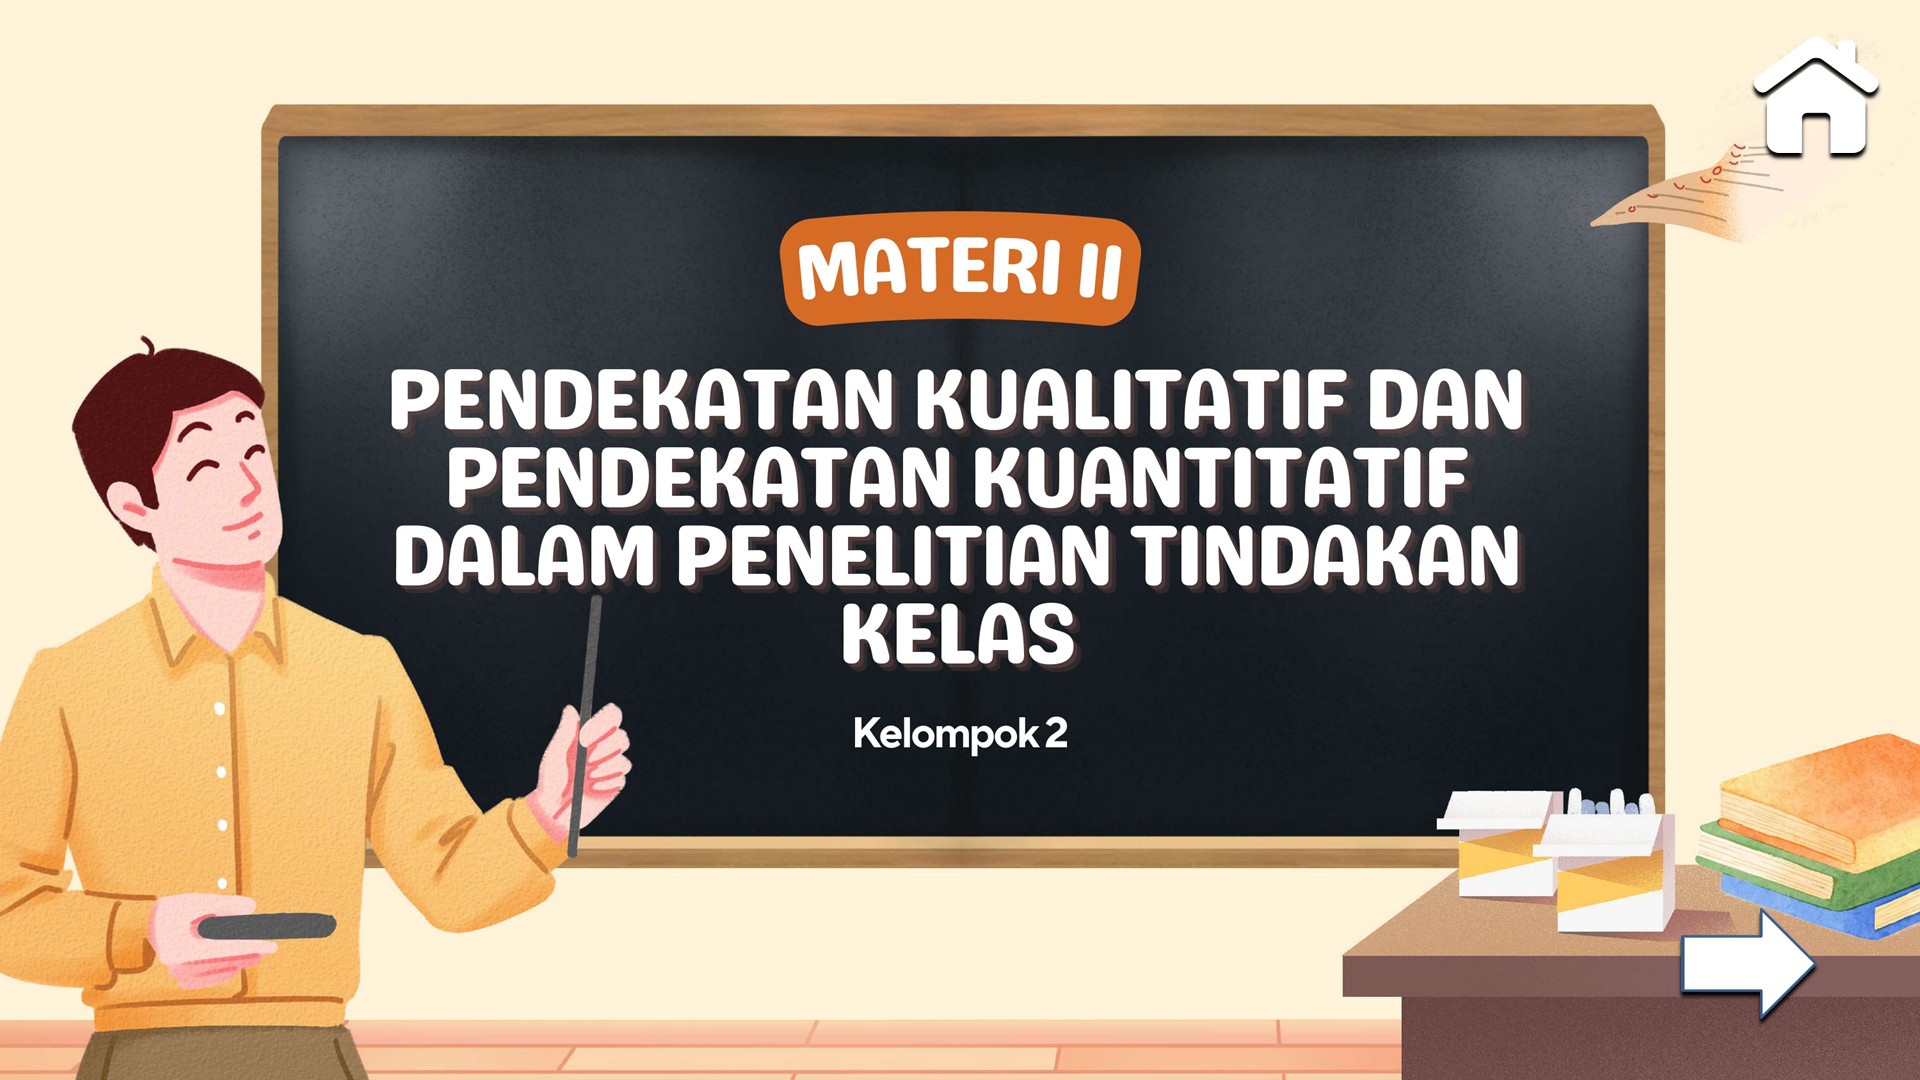 MATERI II
PENDEKATAN KUALITATIF DAN
PENDEKATAN KUANTITATIF
DALAM PENELITIAN TINDAKAN
KELAS
Kelompok 2